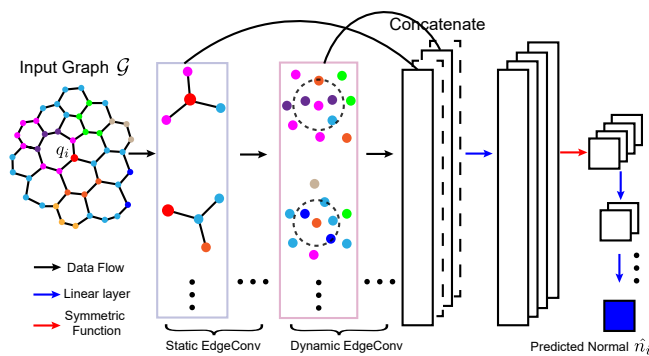 Concatenate
Input Graph 𝒢
q_i
Data Flow
Linear layer
Symmetric
Function
Static EdgeConv
Dynamic EdgeConv
Predicted Normal n̂_i